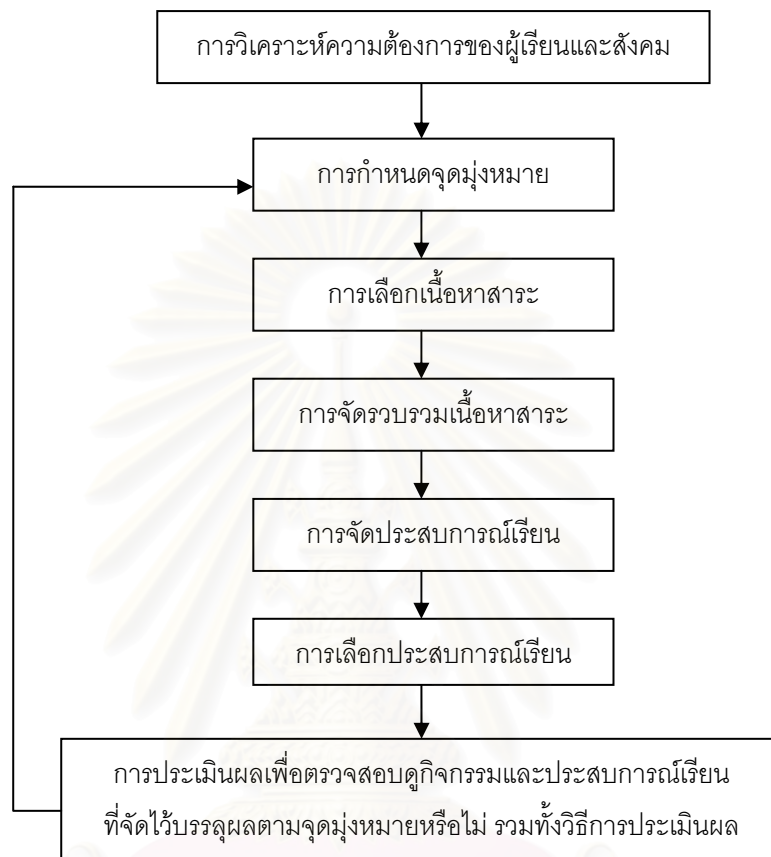 การวิเคราะห์ความต้องการของผู้เรียนและสังคม
การกำหนดจุดมุ่งหมาย
การเลือกเนื้อหาสาระ
การจัดรวบรวมเนื้อหาสาระ
การจัดประสบการณ์เรียน
การเลือกประสบการณ์เรียน
การประเมินผลเพื่อตรวจสอบดูกิจกรรมและประสบการณ์เรียน
ที่จัดไว้บรรลุผลตามจุดมุ่งหมายหรือไม่ รวมทั้งวิธีการประเมินผล